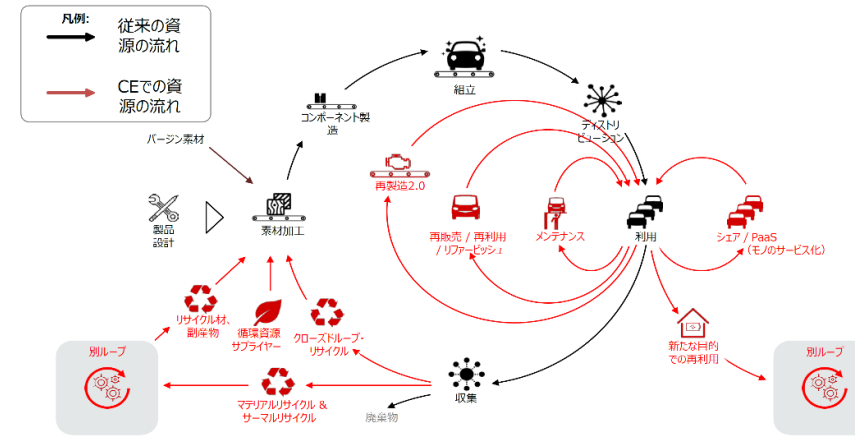 凡例:
従来の資
源の流れ
CEでの資
源の流れ
組立
コンポーネント製
造
ディストリ
ビューション
バージン素材
再製造2.0
製品
設計
素材加工
再販売 / 再利用
/ リファービッシュ
メンテナンス
利用
シェア / PaaS
（モノのサービス化）
リサイクル材、
副産物
循環資源
サプライヤー
クローズドループ・
リサイクル
新たな目的
での再利用
別ループ
別ループ
マテリアルリサイクル &
サーマルリサイクル
収集
廃棄物